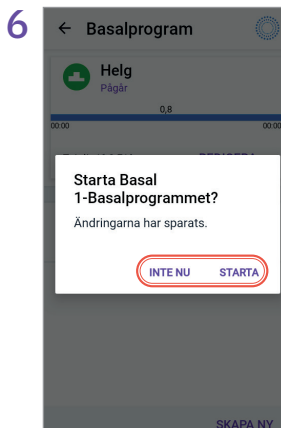 6
Basalprogram
Helg
Pågår
0,8
00:00 00:00
Starta Basal
1-Basalprogrammet?
Ändringarna har sparats.
INTE NU STARTA
SKAPA NY